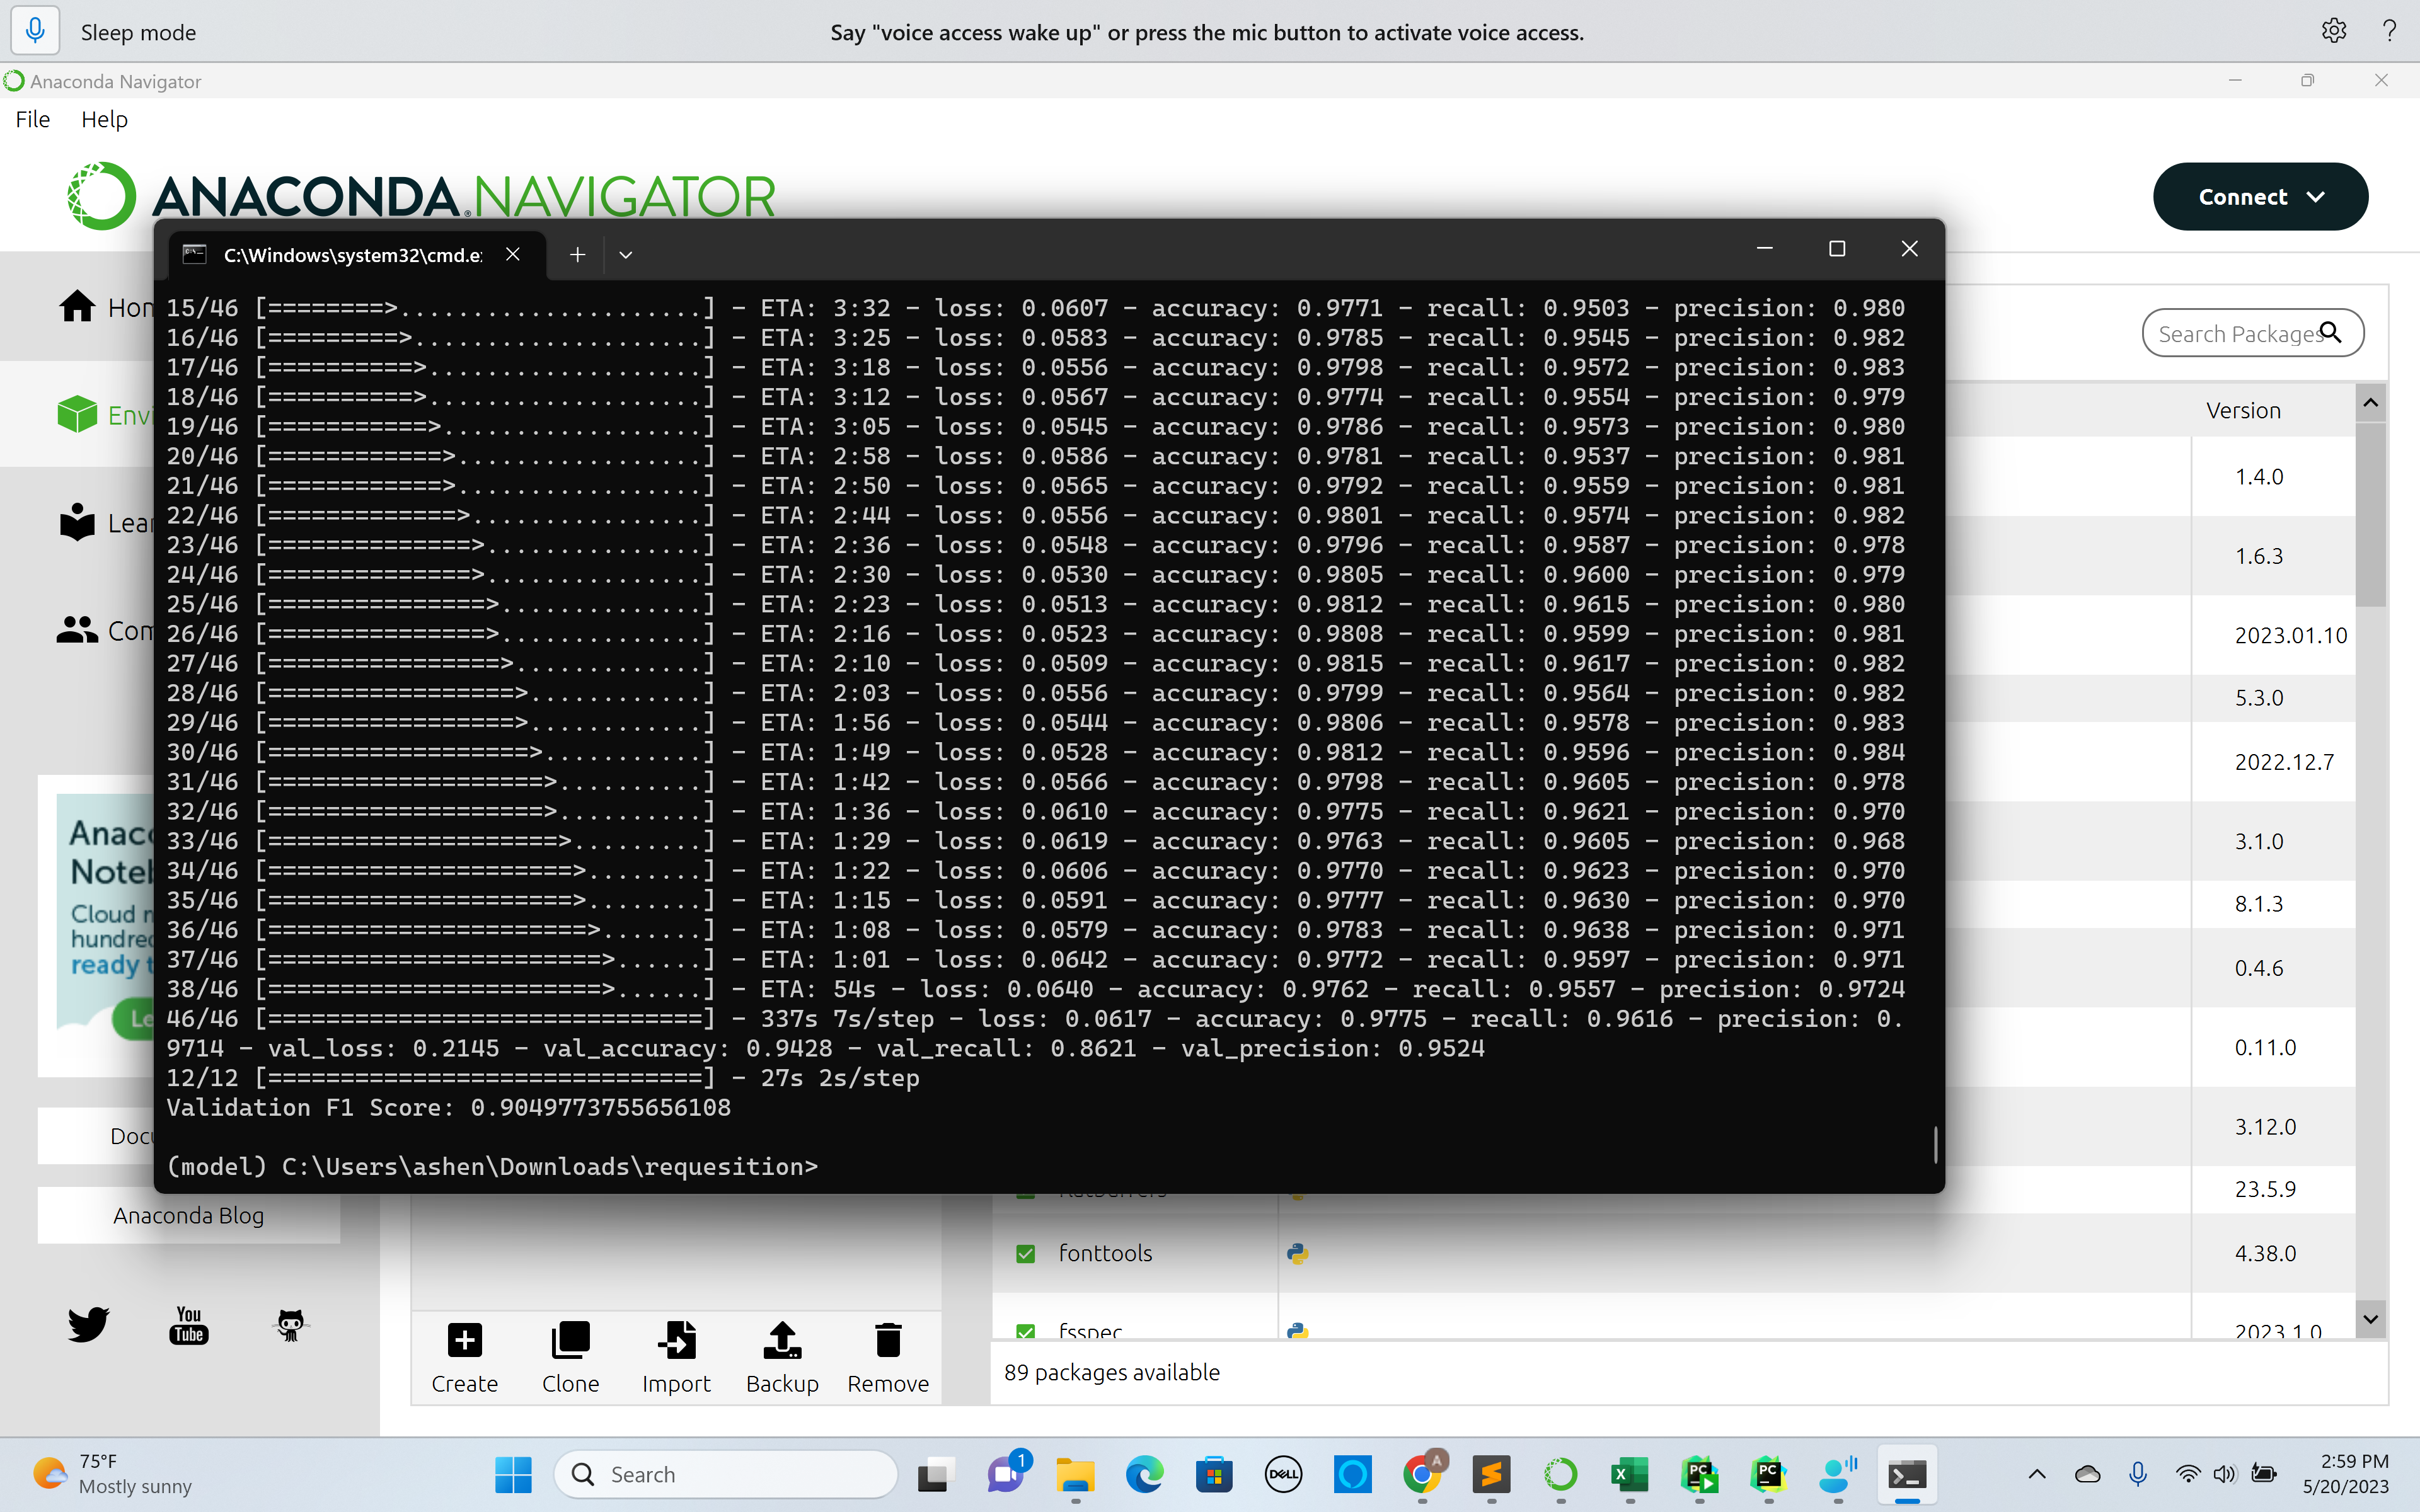 Sleep mode
Say "voice access wake up" or press the mic button to activate voice access.
Anaconda Navigator
File Help
ANACONDA.NAVIGATOR
Connect
C:\Windows\system32\cmd.e
15/46 [========>.....................] - ETA: 3:32 - loss: 0.0607 - accuracy: 0.9771 - recall: 0.9503 - precision: 0.980
16/46 [=========>....................] - ETA: 3:25 - loss: 0.0583 - accuracy: 0.9785 - recall: 0.9545 - precision: 0.982
17/46 [==========>...................] - ETA: 3:18 - loss: 0.0556 - accuracy: 0.9798 - recall: 0.9572 - precision: 0.983
18/46 [==========>...................] - ETA: 3:12 - loss: 0.0567 - accuracy: 0.9774 - recall: 0.9554 - precision: 0.979
19/46 [===========>..................] - ETA: 3:05 - loss: 0.0545 - accuracy: 0.9786 - recall: 0.9573 - precision: 0.980
20/46 [============>.................] - ETA: 2:58 - loss: 0.0586 - accuracy: 0.9781 - recall: 0.9537 - precision: 0.981
21/46 [============>.................] - ETA: 2:50 - loss: 0.0565 - accuracy: 0.9792 - recall: 0.9559 - precision: 0.981
22/46 [=============>................] - ETA: 2:44 - loss: 0.0556 - accuracy: 0.9801 - recall: 0.9574 - precision: 0.982
23/46 [==============>...............] - ETA: 2:36 - loss: 0.0548 - accuracy: 0.9796 - recall: 0.9587 - precision: 0.978
24/46 [==============>...............] - ETA: 2:30 - loss: 0.0530 - accuracy: 0.9805 - recall: 0.9600 - precision: 0.979
25/46 [===============>..............] - ETA: 2:23 - loss: 0.0513 - accuracy: 0.9812 - recall: 0.9615 - precision: 0.980
26/46 [===============>..............] - ETA: 2:16 - loss: 0.0523 - accuracy: 0.9808 - recall: 0.9599 - precision: 0.981
27/46 [================>.............] - ETA: 2:10 - loss: 0.0509 - accuracy: 0.9815 - recall: 0.9617 - precision: 0.982
28/46 [=================>............] - ETA: 2:03 - loss: 0.0556 - accuracy: 0.9799 - recall: 0.9564 - precision: 0.982
29/46 [=================>............] - ETA: 1:56 - loss: 0.0544 - accuracy: 0.9806 - recall: 0.9578 - precision: 0.983
30/46 [==================>...........] - ETA: 1:49 - loss: 0.0528 - accuracy: 0.9812 - recall: 0.9596 - precision: 0.984
31/46 [===================>..........] - ETA: 1:42 - loss: 0.0566 - accuracy: 0.9798 - recall: 0.9605 - precision: 0.978
32/46 [===================>..........] - ETA: 1:36 - loss: 0.0610 - accuracy: 0.9775 - recall: 0.9621 - precision: 0.970
33/46 [====================>.........] - ETA: 1:29 - loss: 0.0619 - accuracy: 0.9763 - recall: 0.9605 - precision: 0.968
34/46 [=====================>........] - ETA: 1:22 - loss: 0.0606 - accuracy: 0.9770 - recall: 0.9623 - precision: 0.970
35/46 [=====================>........] - ETA: 1:15 - loss: 0.0591 - accuracy: 0.9777 - recall: 0.9630 - precision: 0.970
36/46 [======================>.......] - ETA: 1:08 - loss: 0.0579 - accuracy: 0.9783 - recall: 0.9638 - precision: 0.971
37/46 [=======================>......] - ETA: 1:01 - loss: 0.0642 - accuracy: 0.9772 - recall: 0.9597 - precision: 0.971
38/46 [=======================>......] - ETA: 54s - loss: 0.0640 - accuracy: 0.9762 - recall: 0.9557 - precision: 0.9724
46/46 [==============================] - 337s 7s/step - loss: 0.0617 - accuracy: 0.9775 - recall: 0.9616 - precision: 0.
9714 - val_loss: 0.2145 - val_accuracy: 0.9428 - val_recall: 0.8621 - val_precision: 0.9524
12/12 [==============================] - 27s 2s/step
Validation F1 Score: 0.9049773755656108
(model) C:\Users\ashen\Downloads\requesition>
Hom
Envi
Lear
Com
Anaco
Noteb
Cloud n
hundred
ready t
Le
Docu
Anaconda Blog
You
Tube
Search Packages
Version
1.4.0
1.6.3
2023.01.10
5.3.0
2022.12.7
3.1.0
8.1.3
0.4.6
0.11.0
3.12.0
23.5.9
fonttools 4.38.0
fsspec 2023.1.0
Create Clone Import Backup Remove
89 packages available
75°F
Mostly sunny
Search
1
DELL
A
PC
PC
2:59 PM
5/20/2023